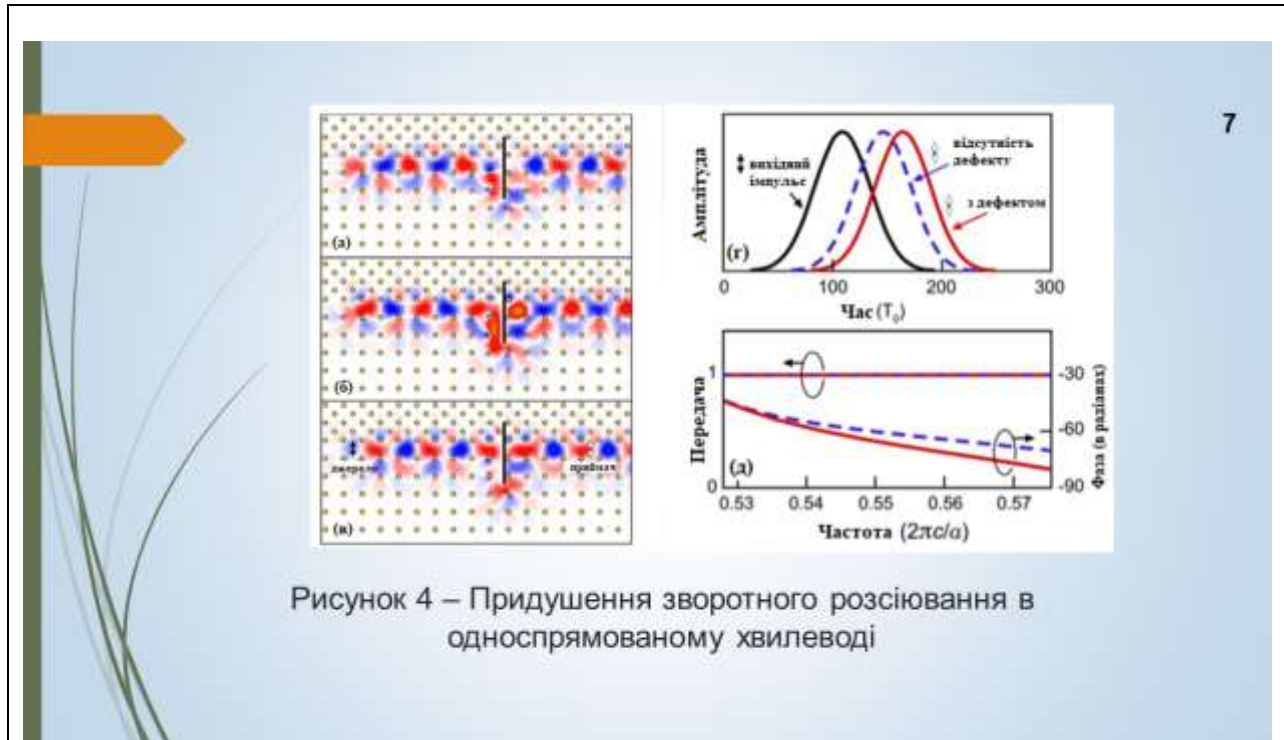 7
(а)
(б)
джерело
приймач
(в)
Амплітуда
вихідний
імпульс
відсутність
дефекту
з дефектом
(г)
0 100 200 300
Час (T₀)
Передача
1
0
(д)
-30
-60
-90
Фаза (в радіанах)
0.53 0.54 0.55 0.56 0.57
Частота (2πc/a)
Рисунок 4 – Придушення зворотного розсіювання в
односпрямованому хвилеводі